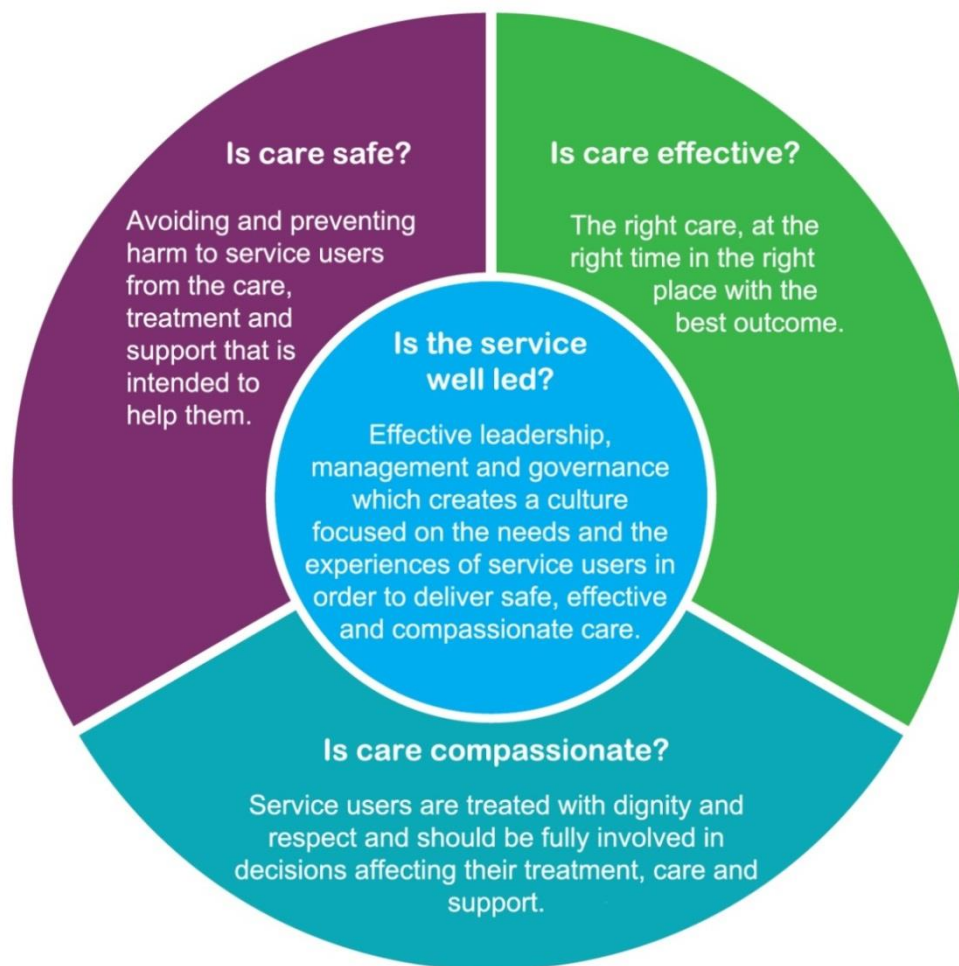 Is care safe?
Avoiding and preventing
harm to service users
from the care,
treatment and
support that is
intended to
help them.
Is care effective?
The right care, at the
right time in the right
place with the
best outcome.
Is the service
well led?
Effective leadership,
management and governance
which creates a culture
focused on the needs and the
experiences of service users in
order to deliver safe, effective
and compassionate care.
Is care compassionate?
Service users are treated with dignity and
respect and should be fully involved in
decisions affecting their treatment, care and
support.